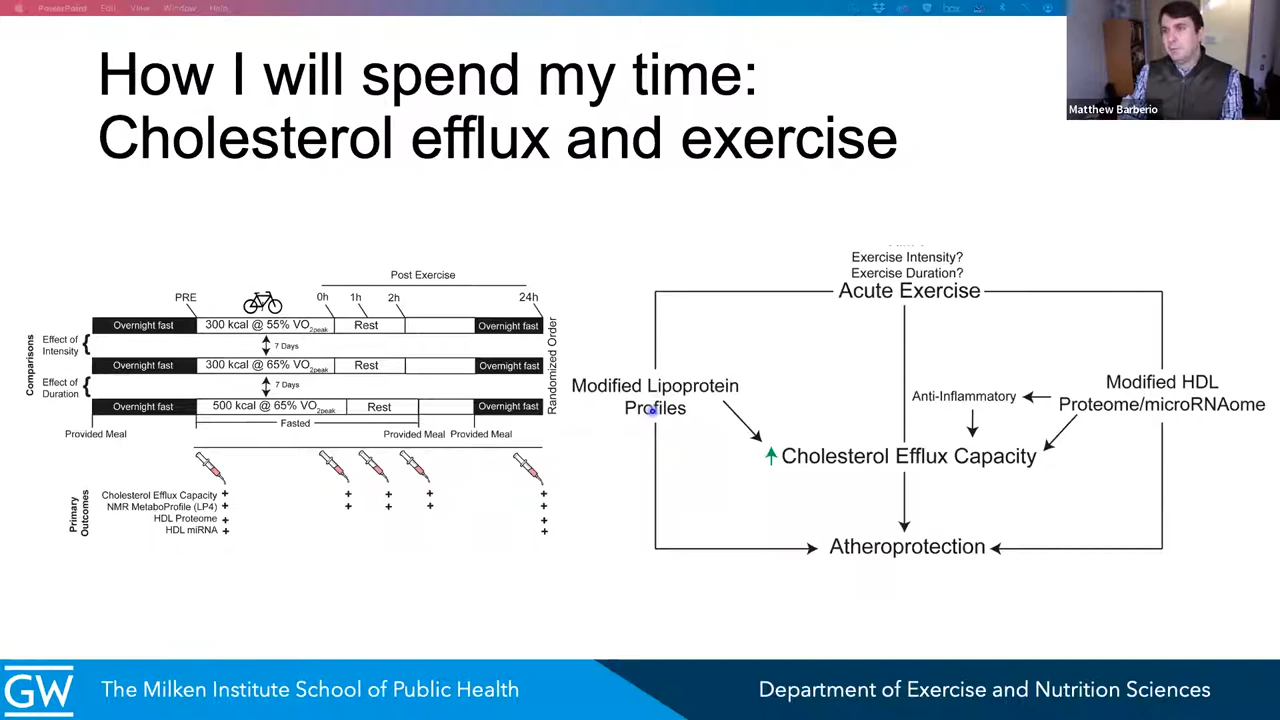 PowerPoint Edit View Window Help
box
Matthew Barberio
How I will spend my time:
Cholesterol efflux and exercise
Post Exercise
PRE 0h 1h 2h 24h
Overnight fast 300 kcal @ 55% VO2peak Rest Overnight fast
Effect of
Intensity
7 Days
Overnight fast 300 kcal @ 65% VO2peak Rest Overnight fast
Effect of
Duration
7 Days
Overnight fast 500 kcal @ 65% VO2peak Rest Overnight fast
Fasted
Provided Meal Provided Meal Provided Meal
Comparisons
Randomized Order
Primary
Outcomes
Cholesterol Efflux Capacity + + + + +
NMR MetaboProfile (LP4) + + + + +
HDL Proteome + +
HDL miRNA + +
Exercise Intensity?
Exercise Duration?
Acute Exercise
Modified Lipoprotein
Profiles
Anti-Inflammatory
Modified HDL
Proteome/microRNAome
Cholesterol Efflux Capacity
Atheroprotection
GW
The Milken Institute School of Public Health
Department of Exercise and Nutrition Sciences